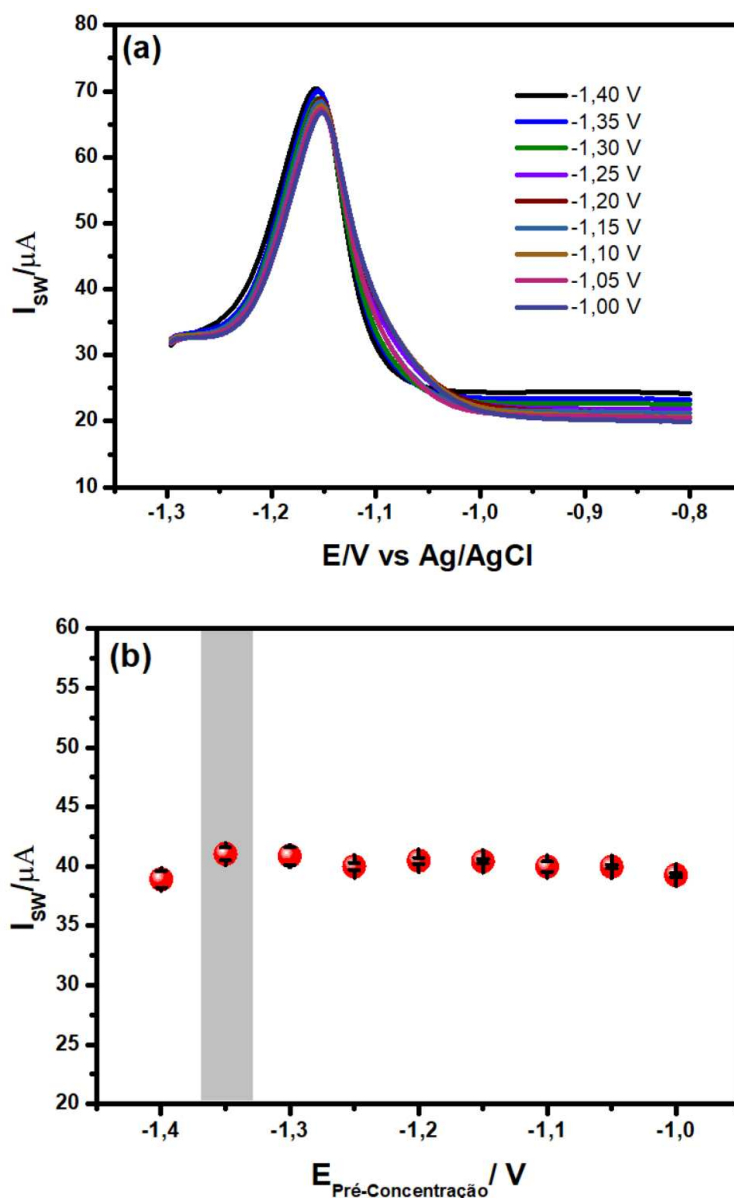 (a)
80
70
60
50
40
30
20
10
I_SW/μA
-1,40 V
-1,35 V
-1,30 V
-1,25 V
-1,20 V
-1,15 V
-1,10 V
-1,05 V
-1,00 V
-1,3 -1,2 -1,1 -1,0 -0,9 -0,8
E/V vs Ag/AgCl
(b)
60
55
50
45
40
35
30
25
20
I_SW/μA
-1,4 -1,3 -1,2 -1,1 -1,0
E_Pré-Concentração/ V